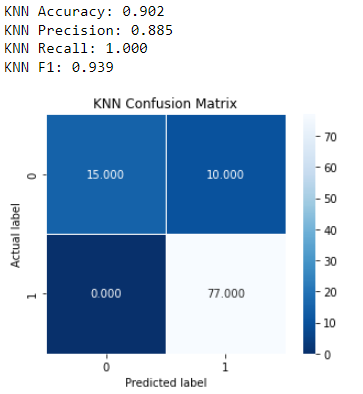 KNN Accuracy: 0.902
KNN Precision: 0.885
KNN Recall: 1.000
KNN F1: 0.939
KNN Confusion Matrix
Actual label
0
15.000
10.000
1
0.000
77.000
0
1
Predicted label
70
60
50
40
30
20
10
0